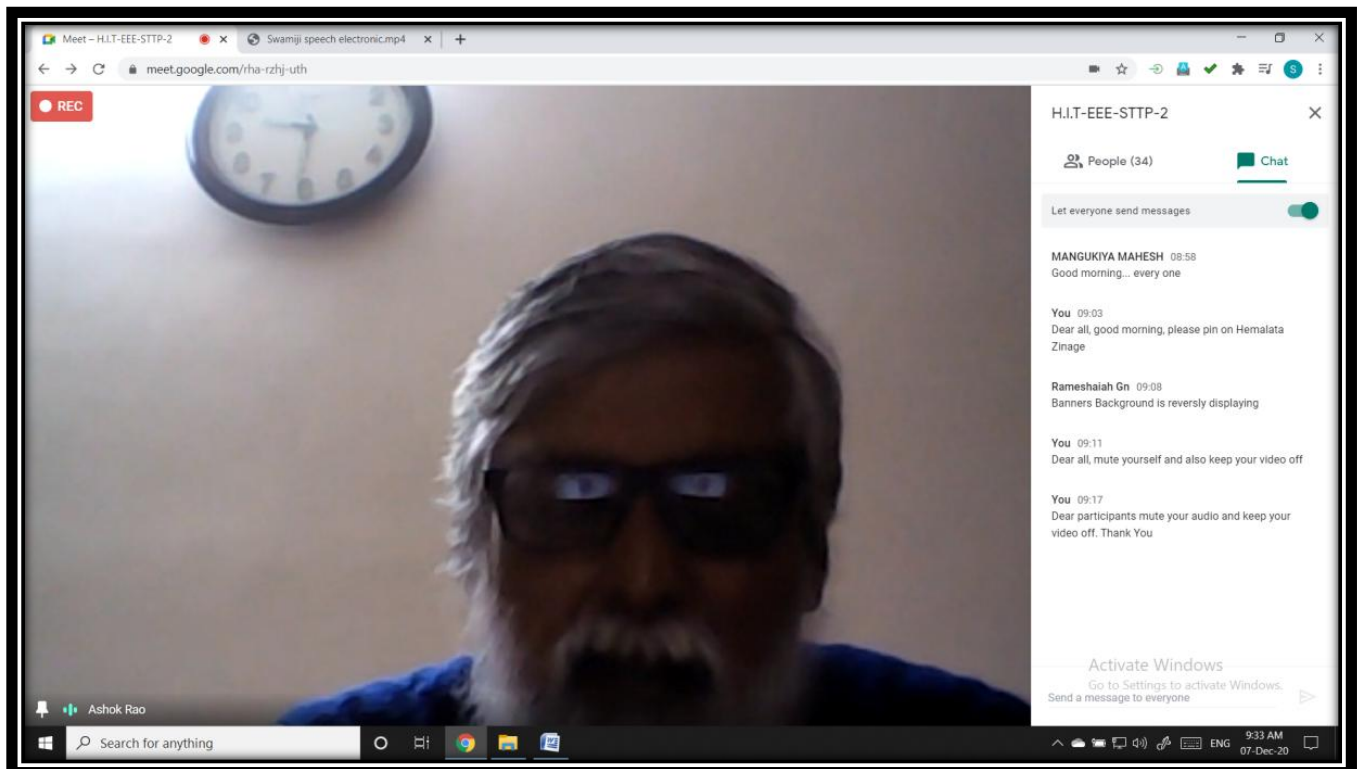 Meet – H.I.T-EEE-STTP-2
Swamiji speech electronic.mp4
meet.google.com/rha-rzhj-uth
S
REC
H.I.T-EEE-STTP-2
People (34)
Chat
Let everyone send messages
MANGUKIYA MAHESH 08:58
Good morning... every one
You 09:03
Dear all, good morning, please pin on Hemalata
Zinage
Rameshaiah Gn 09:08
Banners Background is reversly displaying
You 09:11
Dear all, mute yourself and also keep your video off
You 09:17
Dear participants mute your audio and keep your
video off. Thank You
Activate Windows
Go to Settings to activate Windows.
Send a message to everyone
Ashok Rao
Search for anything
ENG
9:33 AM
07-Dec-20